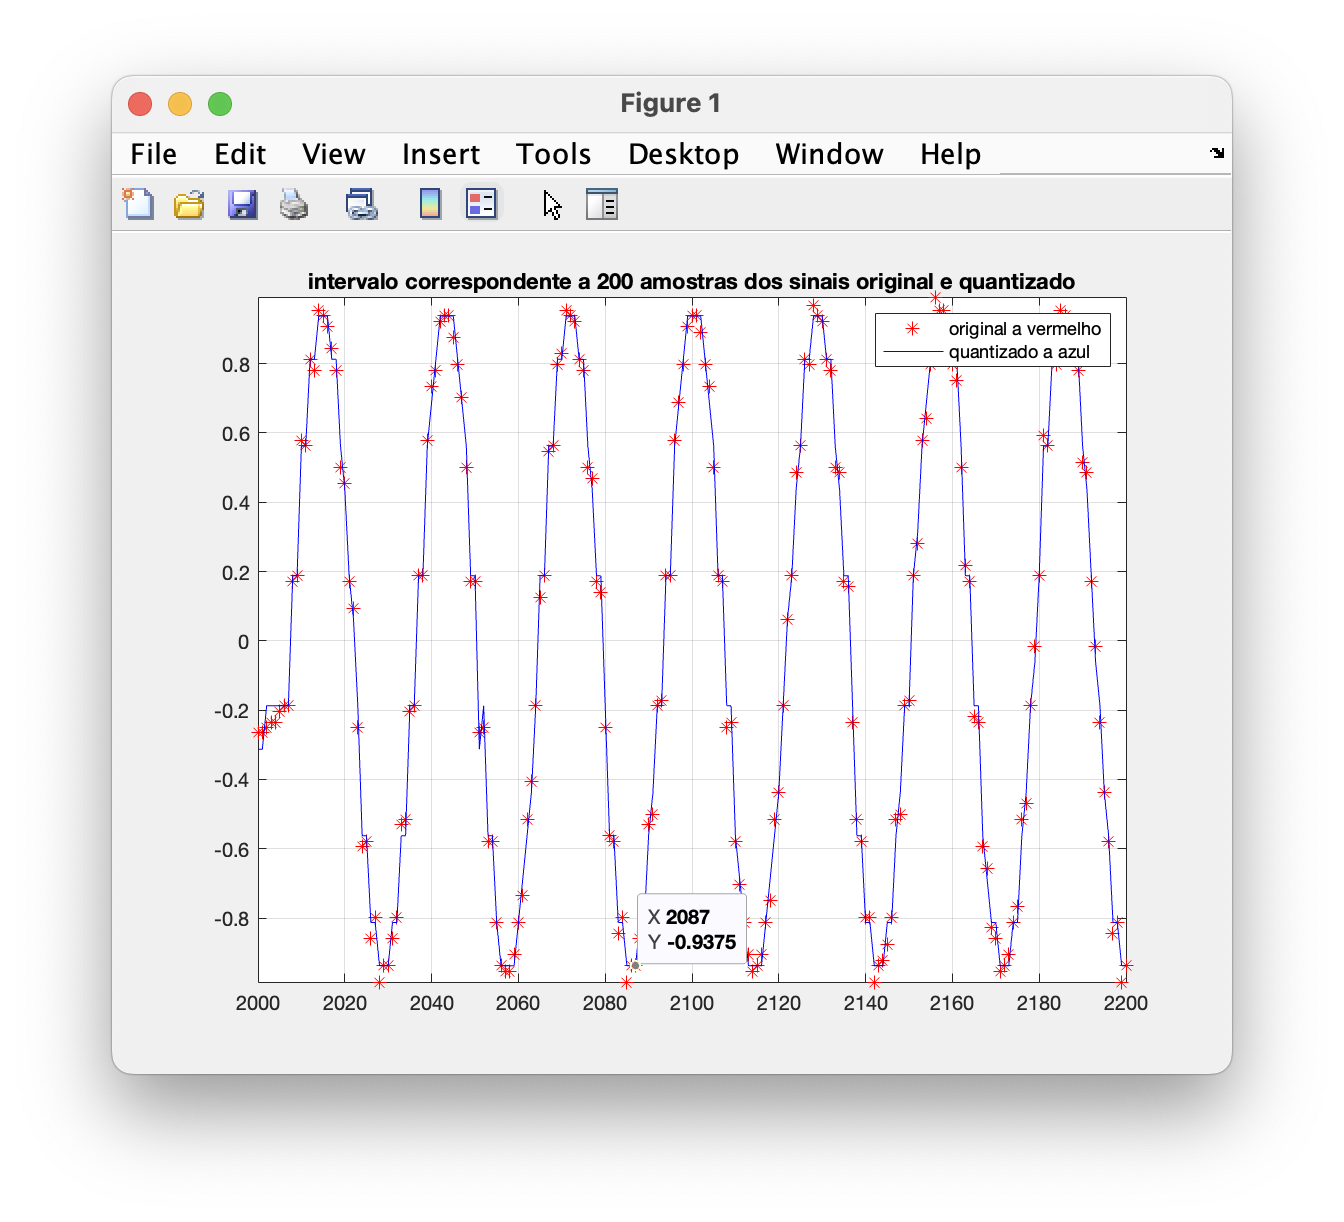 Figure 1
File Edit View Insert Tools Desktop Window Help
intervalo correspondente a 200 amostras dos sinais original e quantizado
original a vermelho
quantizado a azul
0.8
0.6
0.4
0.2
0
-0.2
-0.4
-0.6
-0.8
X 2087
Y -0.9375
2000 2020 2040 2060 2080 2100 2120 2140 2160 2180 2200